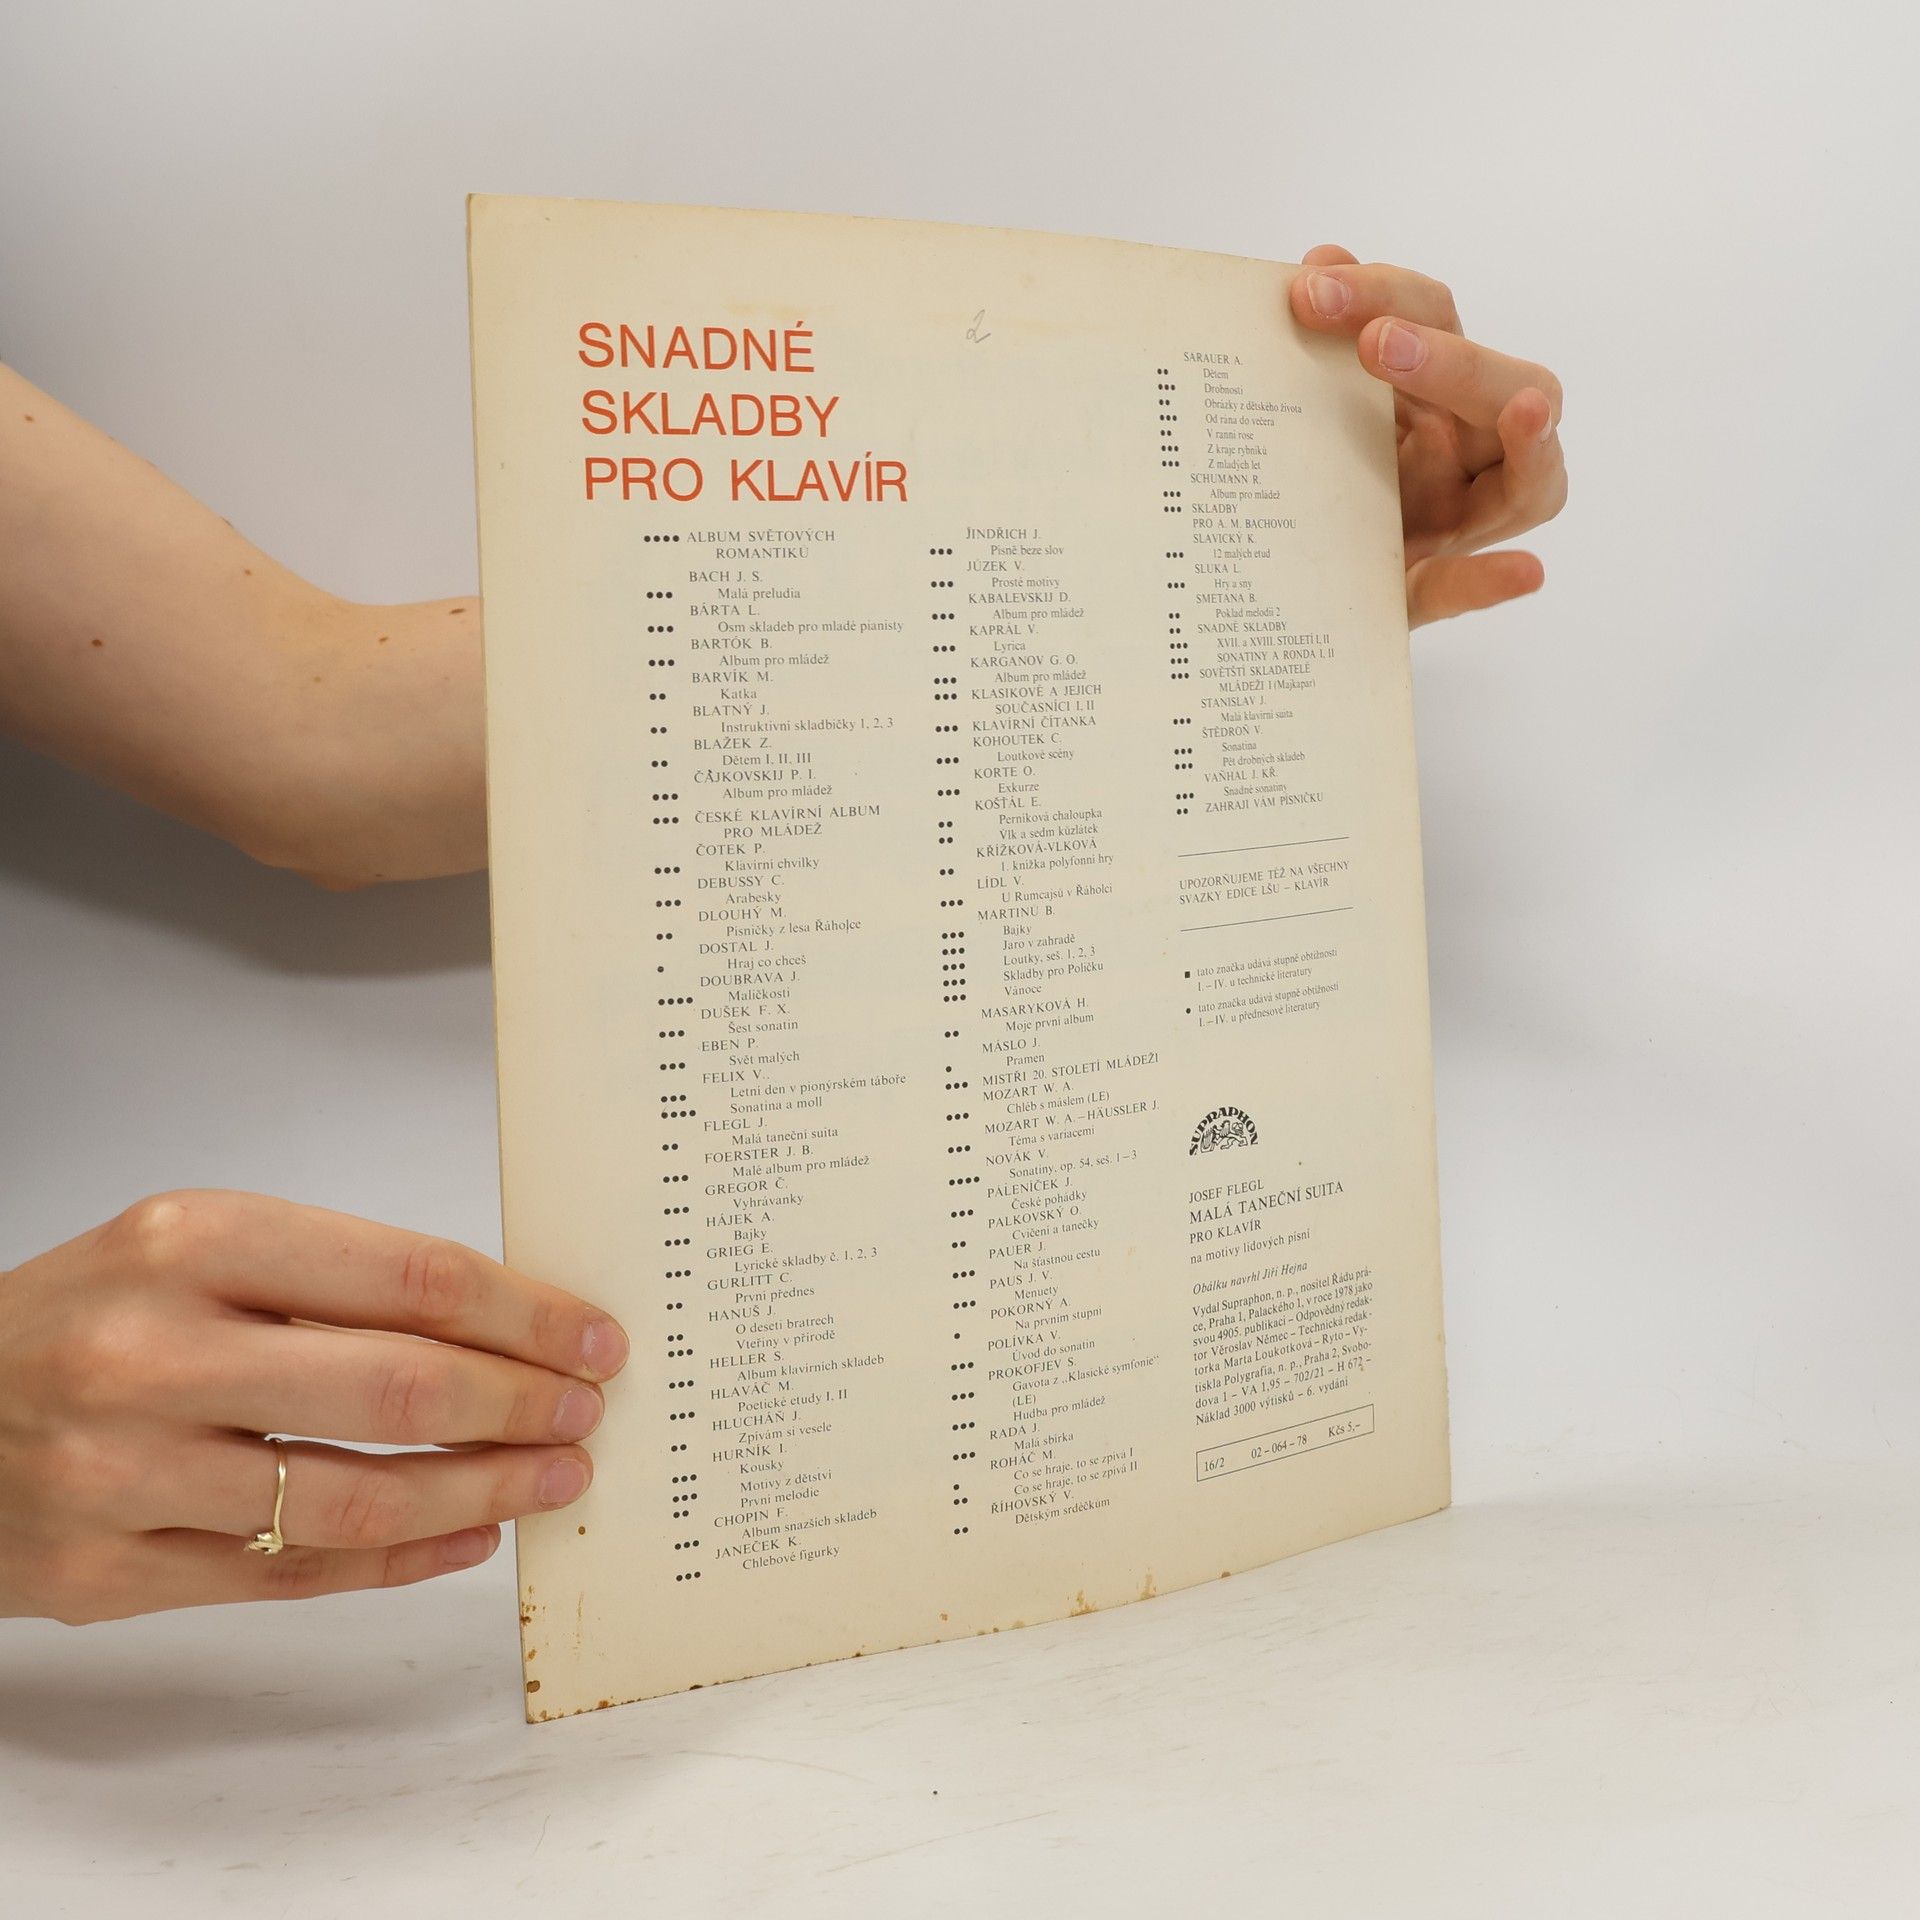 SNADNÉ
SKLADBY
PRO KLAVÍR
2
•••• ALBUM SVĚTOVÝCH
ROMANTIKŮ
BACH J. S.
••• Malá preludia
BÁRTA L.
••• Osm skladeb pro mladé pianisty
BARTÓK B.
••• Album pro mládež
BARVÍK M.
•• Katka
BLATNÝ J.
•• Instruktivní skladbičky 1, 2, 3
BLAŽEK Z.
•• Dětem I, II, III
ČAJKOVSKIJ P. I.
••• Album pro mládež
••• ČESKÉ KLAVÍRNÍ ALBUM
PRO MLÁDEŽ
ČOTEK P.
••• Klavírní chvilky
DEBUSSY C.
••• Arabesky
DLOUHÝ M.
•• Písničky z lesa Řáholce
DOSTAL J.
• Hraj co chceš
DOUBRAVA J.
•••• Maličkosti
DUŠEK F. X.
••• Šest sonatin
EBEN P.
••• Svět malých
FELIX V.
••• Letní den v pionýrském táboře
•••• Sonatina a moll
FLEGL J.
•• Malá taneční suita
FOERSTER J. B.
••• Malé album pro mládež
GREGOR Č.
••• Vyhrávanky
HÁJEK A.
••• Bajky
GRIEG E.
••• Lyrické skladby č. 1, 2, 3
GURLITT C.
•• První přednes
HANUŠ J.
•• O deseti bratrech
••• Vteřiny v přírodě
HELLER S.
••• Album klavírních skladeb
HLAVÁČ M.
••• Poetické etudy I, II
HLUCHÁŇ J.
•• Zpívám si vesele
HURNÍK I.
••• Kousky
••• Motivy z dětství
•• První melodie
CHOPIN F.
••• Album snazších skladeb
JANEČEK K.
••• Chlebové figurky
JINDŘICH J.
••• Písně beze slov
JŮZEK V.
••• Prosté motivy
KABALEVSKIJ D.
••• Album pro mládež
KAPRÁL V.
••• Lyrica
KARGANOV G. O.
••• Album pro mládež
••• KLASIKOVÉ A JEJICH
SOUČASNÍCI I, II
••• KLAVÍRNÍ ČÍTANKA
KOHOUTEK C.
••• Loutkové scény
KORTE O.
••• Exkurze
KOŠŤÁL E.
•• Perníková chaloupka
•• Vlk a sedm kůzlátek
KŘÍŽKOVÁ-VLKOVÁ
•• 1. knížka polyfonní hry
LÍDL V.
••• U Rumcajsů v Řáholci
MARTINŮ B.
••• Bajky
••• Jaro v zahradě
••• Loutky, seš. 1, 2, 3
••• Skladby pro Poličku
••• Vánoce
MASARYKOVÁ H.
•• Moje první album
MÁSLO J.
• Pramen
••• MISTŘI 20. STOLETÍ MLÁDEŽI
MOZART W. A.
••• Chléb s máslem (LE)
MOZART W. A. – HÄUSSLER J.
••• Téma s variacemi
NOVÁK V.
•••• Sonatiny, op. 54, seš. 1–3
PÁLENÍČEK J.
••• České pohádky
PALKOVSKÝ O.
•• Cvičení a tanečky
PAUER J.
••• Na šťastnou cestu
PAUS J. V.
••• Menuety
POKORNÝ A.
• Na prvním stupni
POLÍVKA V.
••• Úvod do sonatin
PROKOFJEV S.
••• Gavota z „Klasické symfonie“
(LE)
••• Hudba pro mládež
RADA J.
••• Malá sbírka
ROHÁČ M.
• Co se hraje, to se zpívá I
•• Co se hraje, to se zpívá II
ŘÍHOVSKÝ V.
•• Dětským srdéčkům
SARAUER A.
•• Dětem
••• Drobnosti
•• Obrázky z dětského života
••• Od rána do večera
•• V ranní rose
••• Z kraje rybníků
••• Z mladých let
SCHUMANN R.
••• Album pro mládež
••• SKLADBY
PRO A. M. BACHOVOU
SLAVICKÝ K.
••• 12 malých etud
SLUKA L.
••• Hry a sny
SMETANA B.
•• Poklad melodií 2
•• SNADNÉ SKLADBY
••• XVII. a XVIII. STOLETÍ I, II
••• SONATINY A RONDA I, II
••• SOVĚTŠTÍ SKLADATELÉ
MLÁDEŽI I (Majkapar)
STANISLAV J.
••• Malá klavírní suita
ŠTĚDROŇ V.
••• Sonatina
••• Pět drobných skladeb
VAŇHAL J. KŘ.
••• Snadné sonatiny
•• ZAHRAJI VÁM PÍSNIČKU
UPOZORŇUJEME TÉŽ NA VŠECHNY
SVAZKY EDICE LŠU – KLAVÍR
■ tato značka udává stupně obtížnosti
I. – IV. u technické literatury
• tato značka udává stupně obtížnosti
I. – IV. u přednesové literatury
SUPRAPHON
JOSEF FLEGL
MALÁ TANEČNÍ SUITA
PRO KLAVÍR
na motivy lidových písní
Obálku navrhl Jiří Hejna
Vydal Supraphon, n. p., nositel Řádu prá-
ce, Praha 1, Palackého 1, v roce 1978 jako
svou 4905. publikaci – Odpovědný redak-
tor Věroslav Němec – Technická redak-
torka Marta Loukotková – Ryto – Vy-
tiskla Polygrafia, n. p., Praha 2, Svobo-
dova 1 – VA 1,95 – 702/21 – H 672 –
Náklad 3000 výtisků – 6. vydání
16/2 02 – 064 – 78 Kčs 5,–